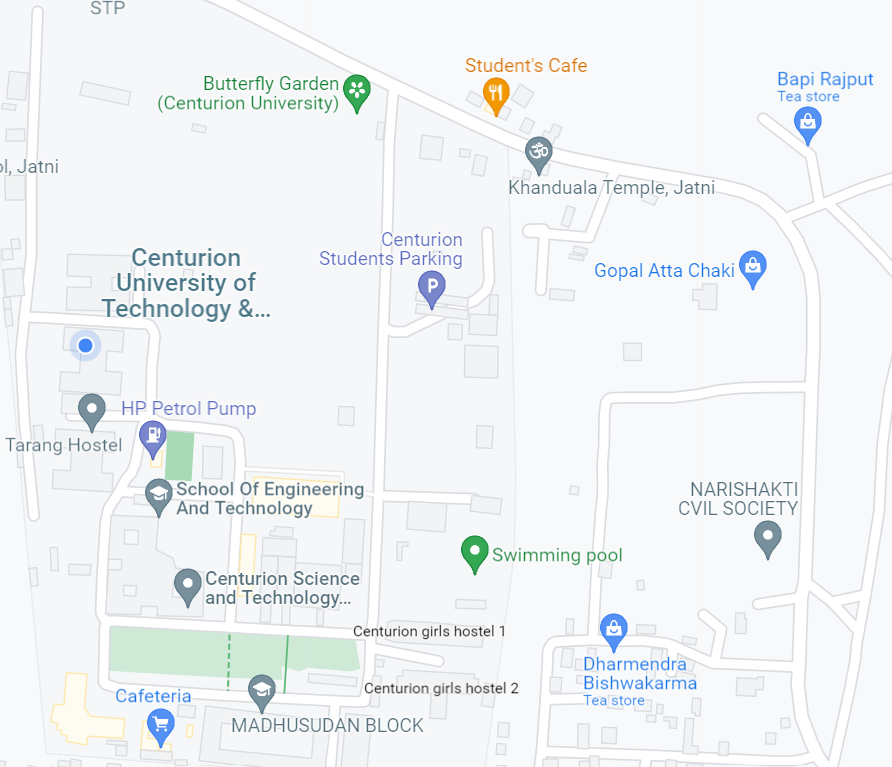 STP
Student's Cafe
Butterfly Garden
(Centurion University)
Bapi Rajput
Tea store
ol, Jatni
Khanduala Temple, Jatni
Centurion
Students Parking
Centurion
University of
Technology &...
Gopal Atta Chaki
HP Petrol Pump
Tarang Hostel
School Of Engineering
And Technology
NARISHAKTI
CVIL SOCIETY
Swimming pool
Centurion Science
and Technology...
Centurion girls hostel 1
Dharmendra
Bishwakarma
Tea store
Centurion girls hostel 2
Cafeteria
MADHUSUDAN BLOCK
P